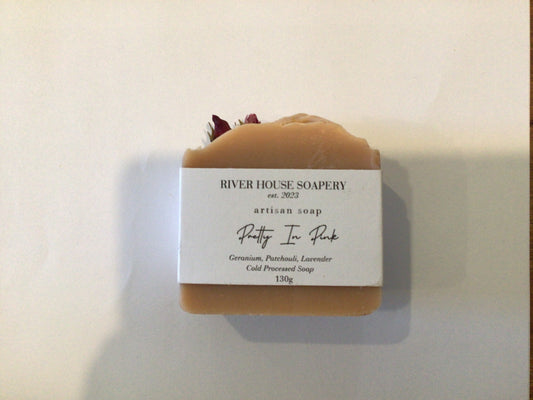 RIVER HOUSE SOAPERY
est. 2023
artisan soap
Pretty In Pink
Geranium, Patchouli, Lavender
Cold Processed Soap
130g